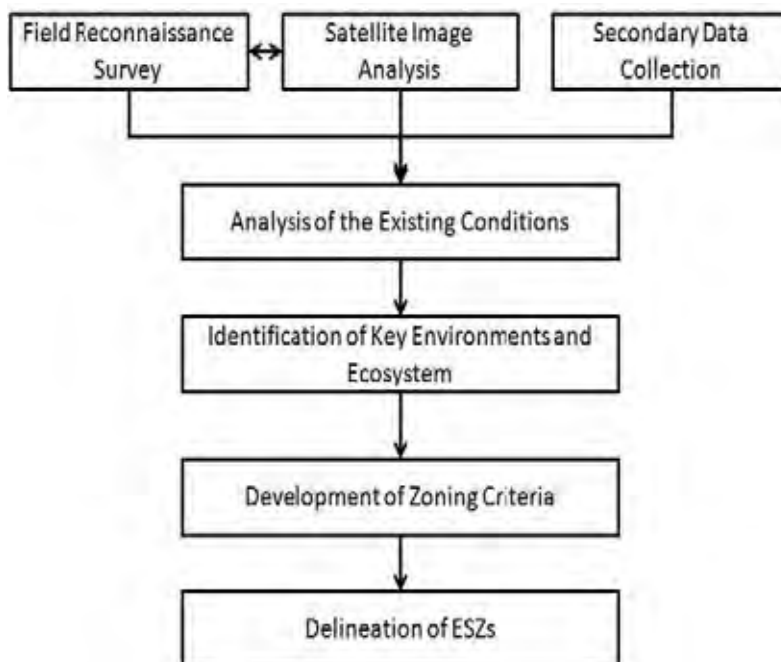 Field Reconnaissance
Survey
Satellite Image
Analysis
Secondary Data
Collection
Analysis of the Existing Conditions
Identification of Key Environments and
Ecosystem
Development of Zoning Criteria
Delineation of ESZs